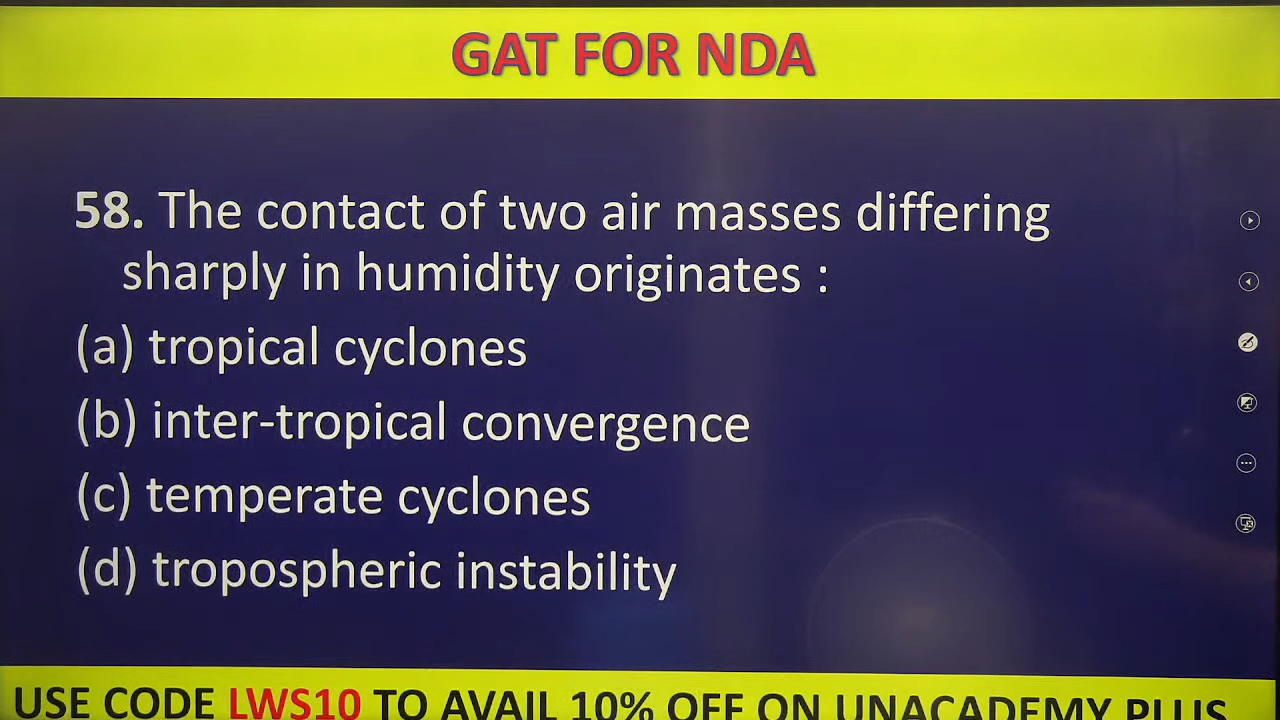 GAT FOR NDA
58. The contact of two air masses differing
sharply in humidity originates :
(a) tropical cyclones
(b) inter-tropical convergence
(c) temperate cyclones
(d) tropospheric instability
USE CODE LWS10 TO AVAIL 10% OFF ON UNACADEMY PLUS